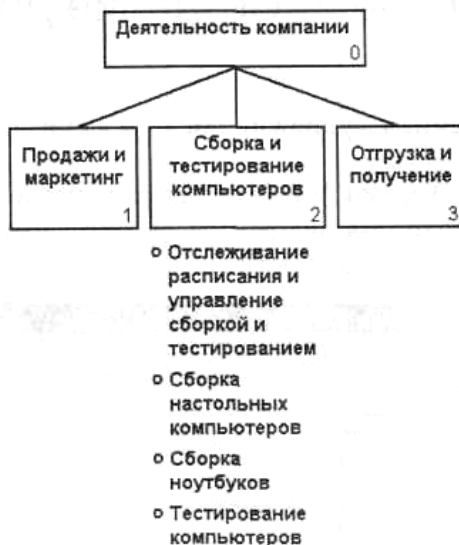 Деятельность компании
0
Продажи и
маркетинг
1
Сборка и
тестирование
компьютеров
2
Отгрузка и
получение
3
Отслеживание
расписания и
управление
сборкой и
тестированием
Сборка
настольных
компьютеров
Сборка
ноутбуков
Тестирование
компьютеров